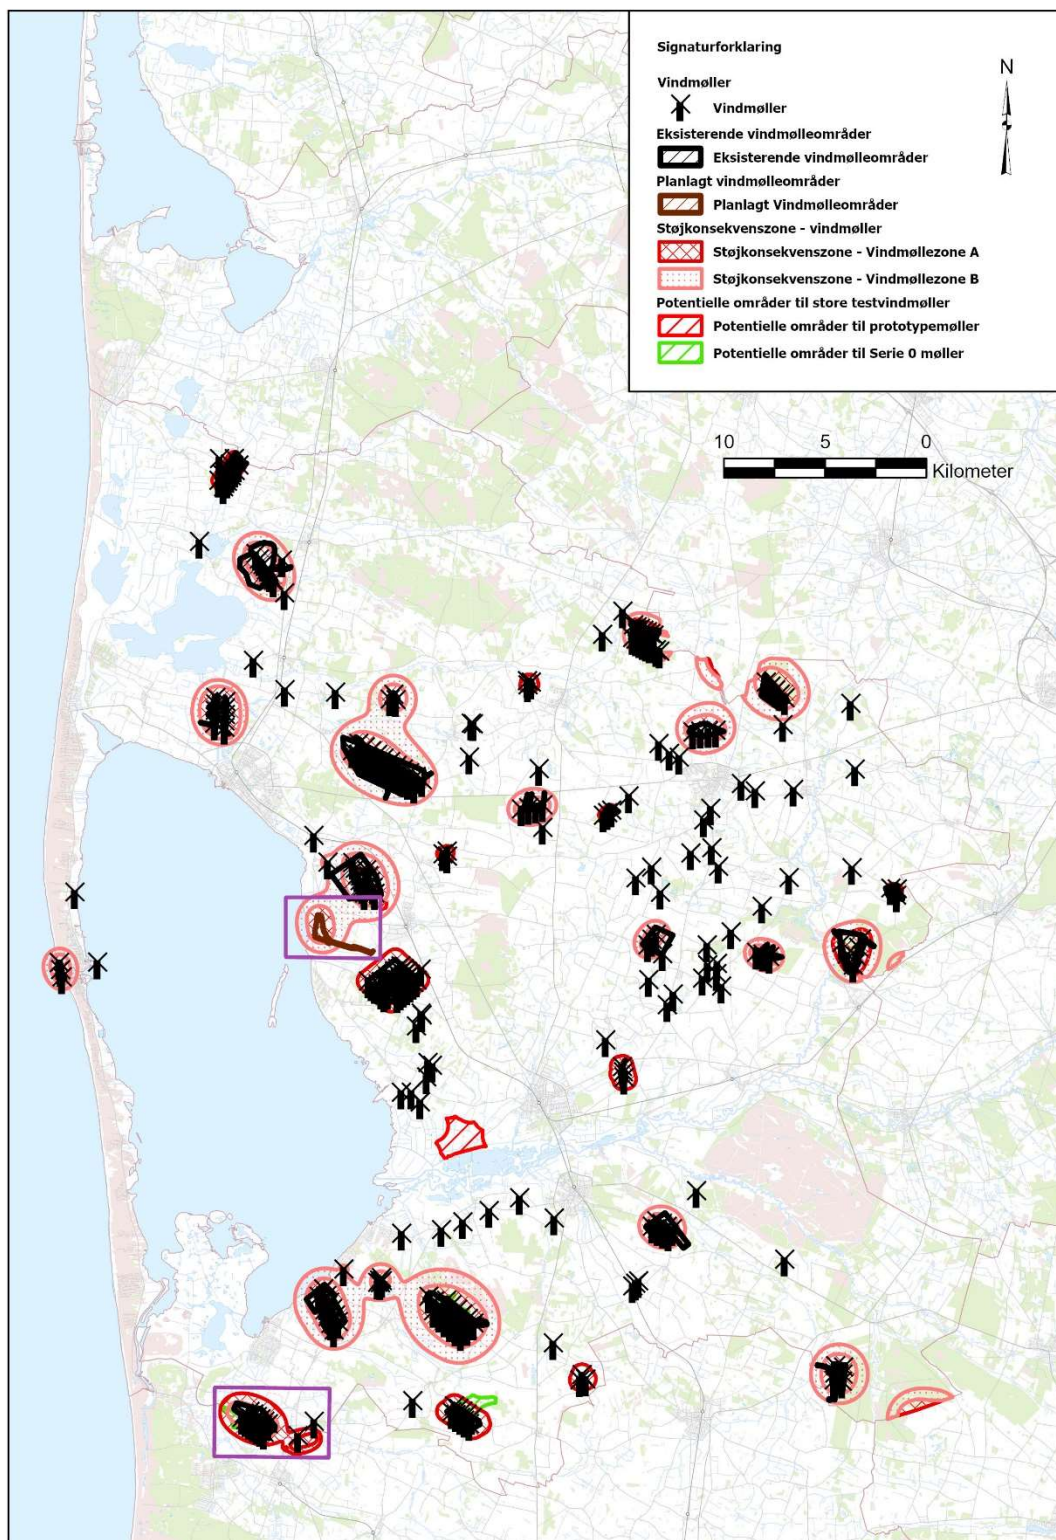 Signaturforklaring
N
Vindmøller
Vindmøller
Eksisterende vindmølleområder
Eksisterende vindmølleområder
Planlagt vindmølleområder
Planlagt Vindmølleområder
Støjkonsekvenszone - vindmøller
Støjkonsekvenszone - Vindmøllezone A
Støjkonsekvenszone - Vindmøllezone B
Potentielle områder til store testvindmøller
Potentielle områder til prototypemøller
Potentielle områder til Serie 0 møller
10 5 0
Kilometer